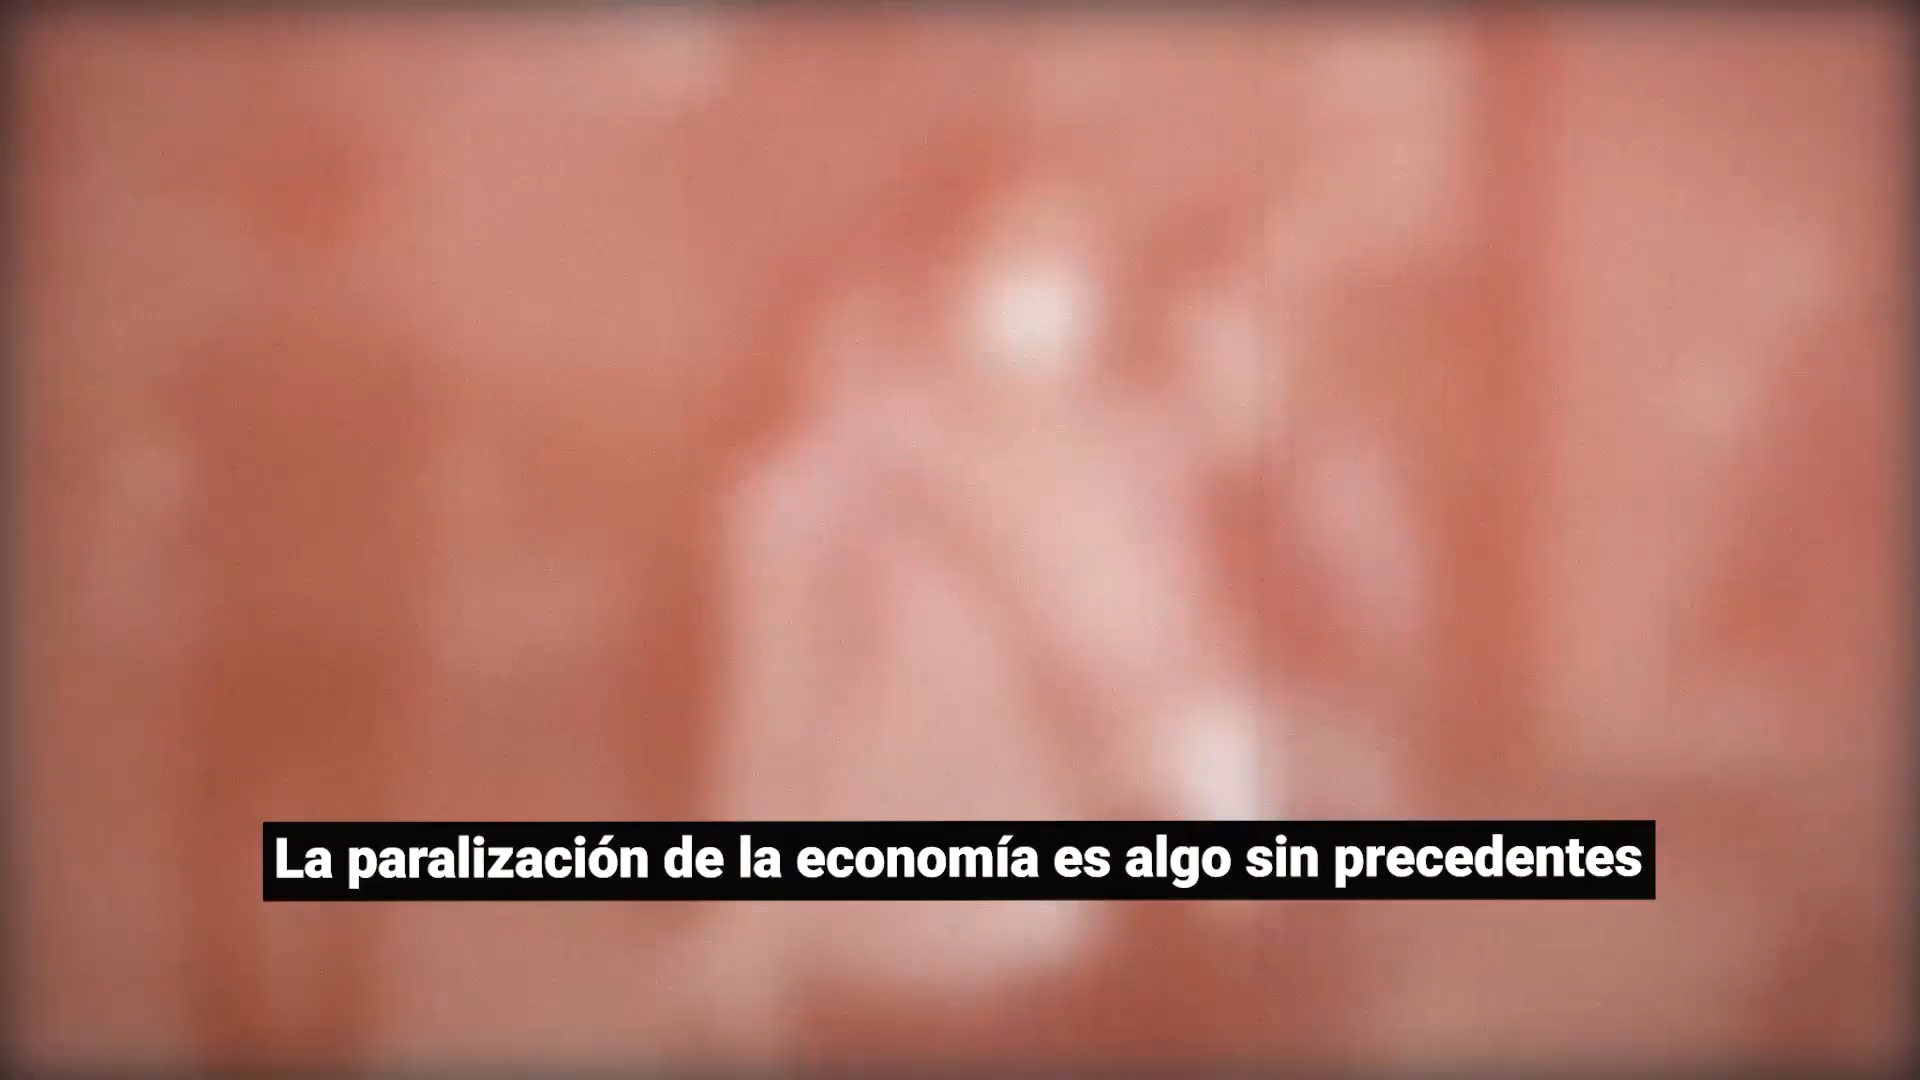 La paralización de la economía es algo sin precedentes